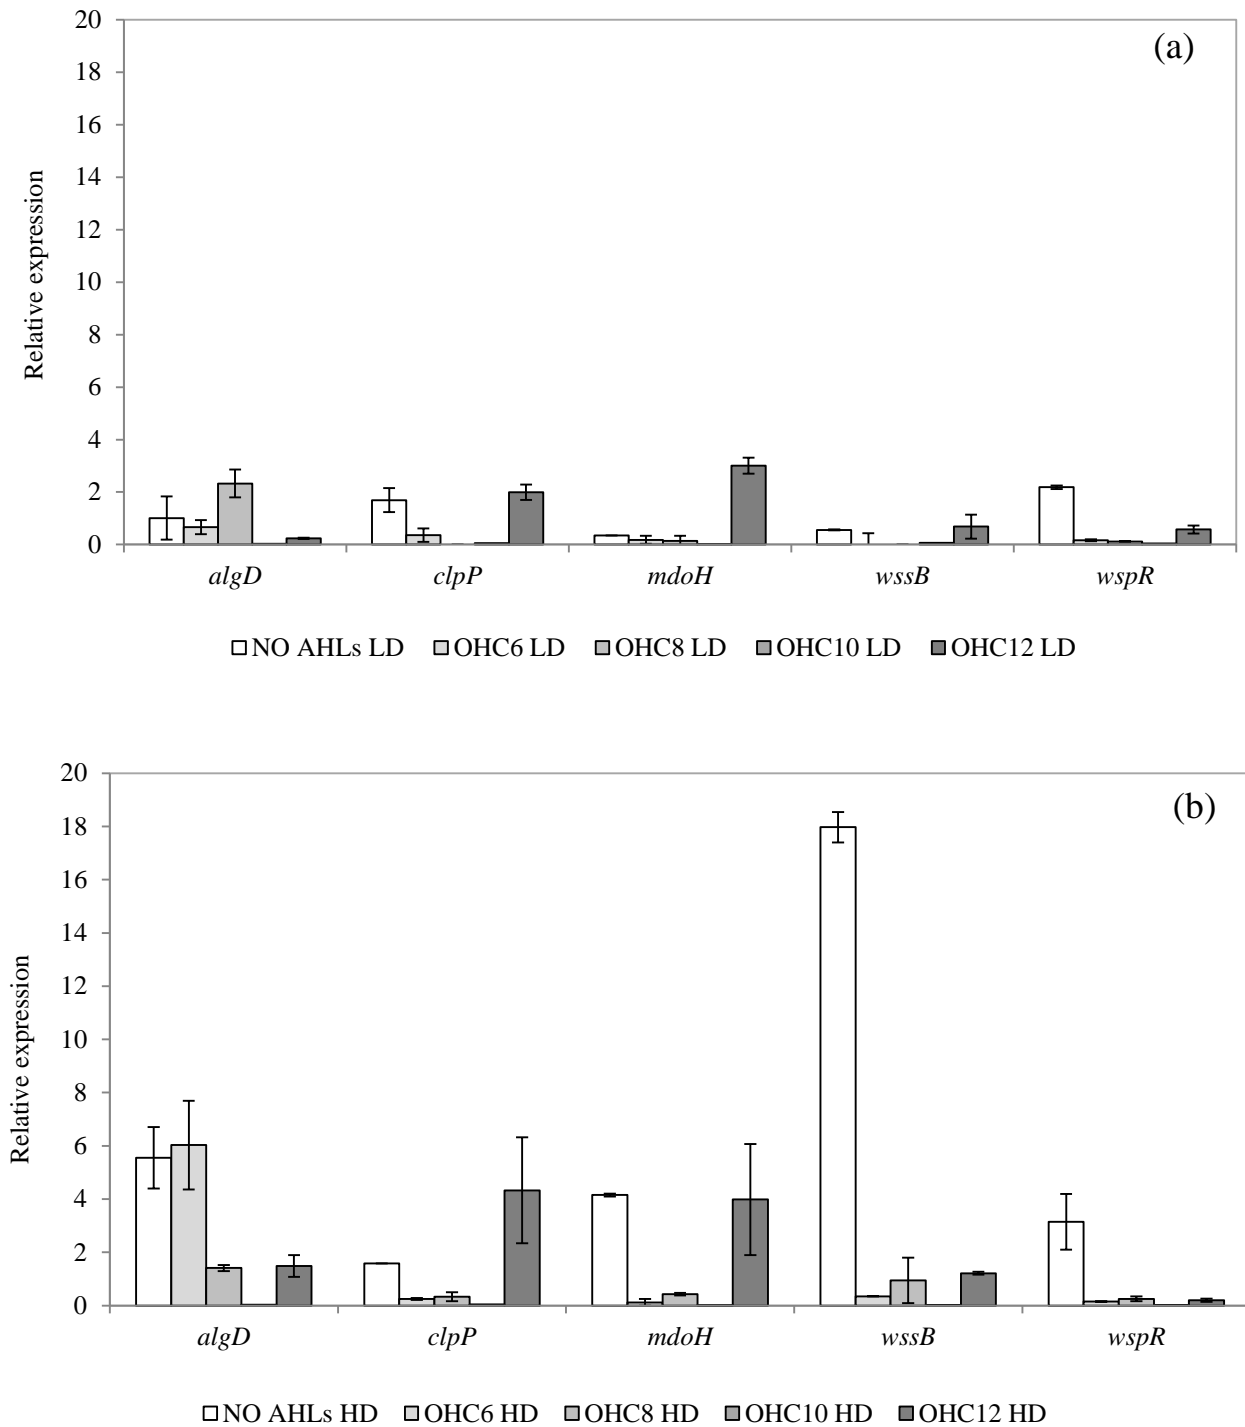 (a)
20
18
16
14
12
10
8
6
4
2
0
Relative expression
algD clpP mdoH wssB wspR
NO AHLs LD OHC6 LD OHC8 LD OHC10 LD OHC12 LD
(b)
20
18
16
14
12
10
8
6
4
2
0
Relative expression
algD clpP mdoH wssB wspR
NO AHLs HD OHC6 HD OHC8 HD OHC10 HD OHC12 HD